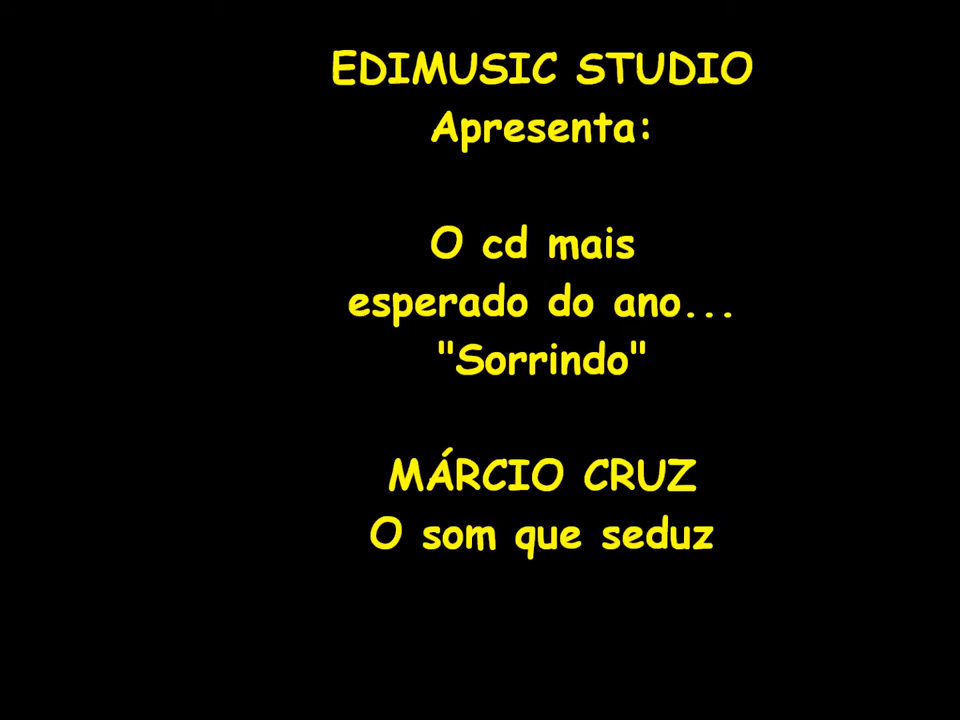 EDIMUSIC STUDIO
Apresenta:
O cd mais
esperado do ano...
"Sorrindo"
MÁRCIO CRUZ
O som que seduz